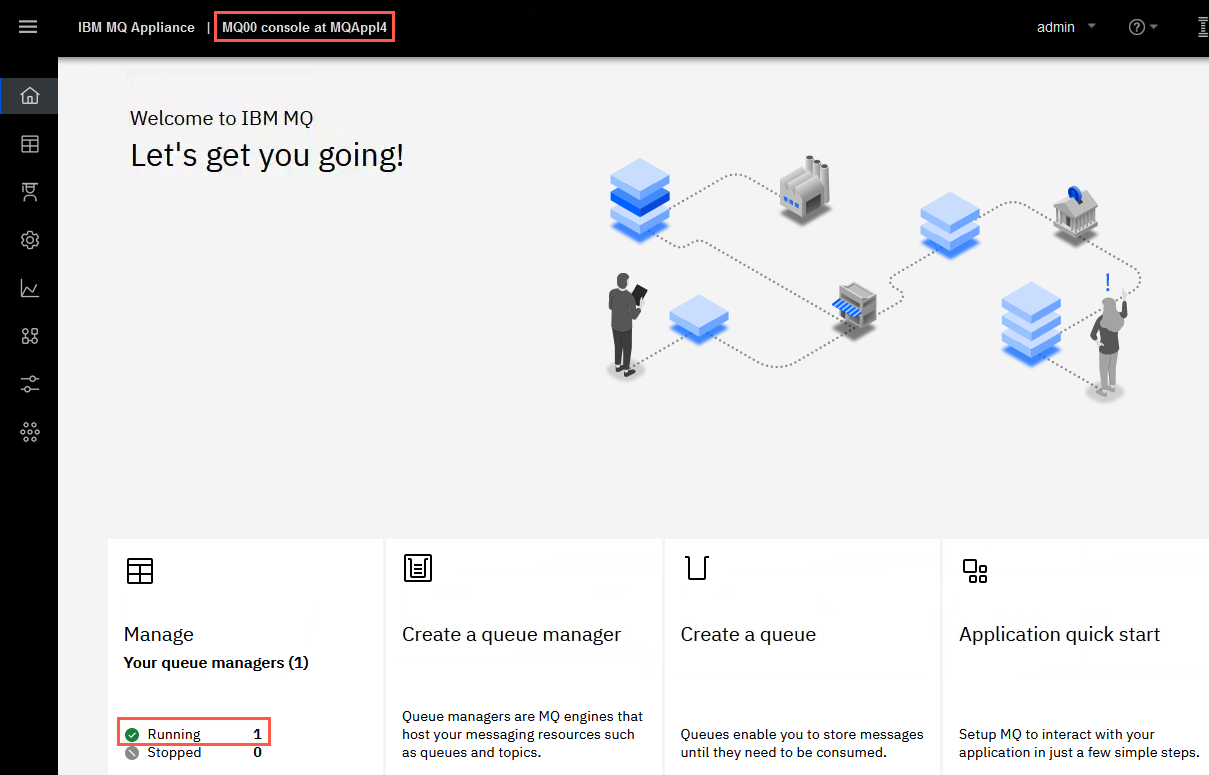 IBM MQ Appliance | MQ00 console at MQAppl4 admin
Welcome to IBM MQ
Let's get you going!
!
Manage
Your queue managers (1)
Running 1
Stopped 0
Create a queue manager
Queue managers are MQ engines that
host your messaging resources such
as queues and topics.
Create a queue
Queues enable you to store messages
until they need to be consumed.
Application quick start
Setup MQ to interact with your
application in just a few simple steps.